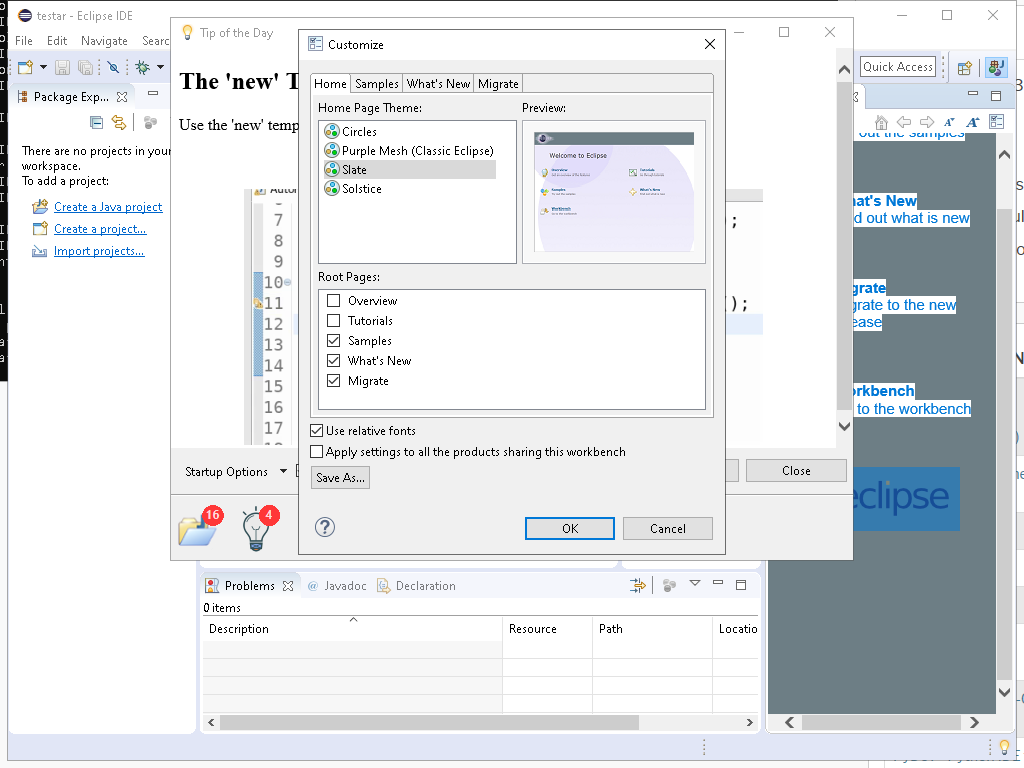 testar - Eclipse IDE
File Edit Navigate Searc
Quick Access
Package Exp...
There are no projects in your
workspace.
To add a project:
Create a Java project
Create a project...
Import projects...
Tip of the Day
The 'new' T
Use the 'new' temp
7
8
9
10
11
12
13
14
15
16
17
Startup Options
Close
16
4
Customize
Home Samples What's New Migrate
Home Page Theme:
Circles
Purple Mesh (Classic Eclipse)
Slate
Solstice
Preview:
Welcome to Eclipse
Overview
Tutorials
Samples
What's New
Workbench
Root Pages:
Overview
Tutorials
Samples
What's New
Migrate
Use relative fonts
Apply settings to all the products sharing this workbench
Save As...
OK
Cancel
out the samples
hat's New
d out what is new
grate
grate to the new
ease
orkbench
to the workbench
eclipse
Problems
Javadoc
Declaration
0 items
Description Resource Path Locatio